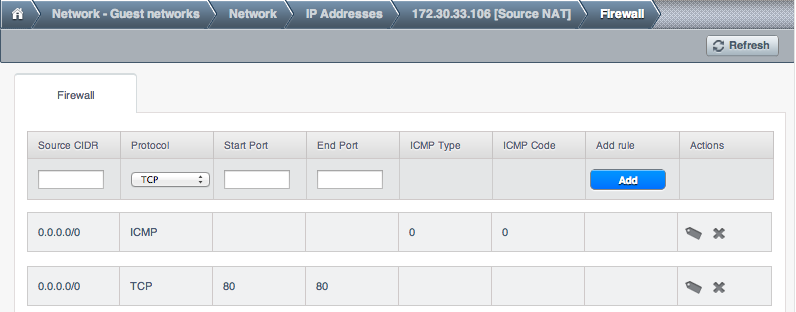 Network - Guest networks Network IP Addresses 172.30.33.106 [Source NAT] Firewall
Refresh
Firewall
Source CIDR Protocol Start Port End Port ICMP Type ICMP Code Add rule Actions
TCP Add
0.0.0.0/0 ICMP 0 0
0.0.0.0/0 TCP 80 80